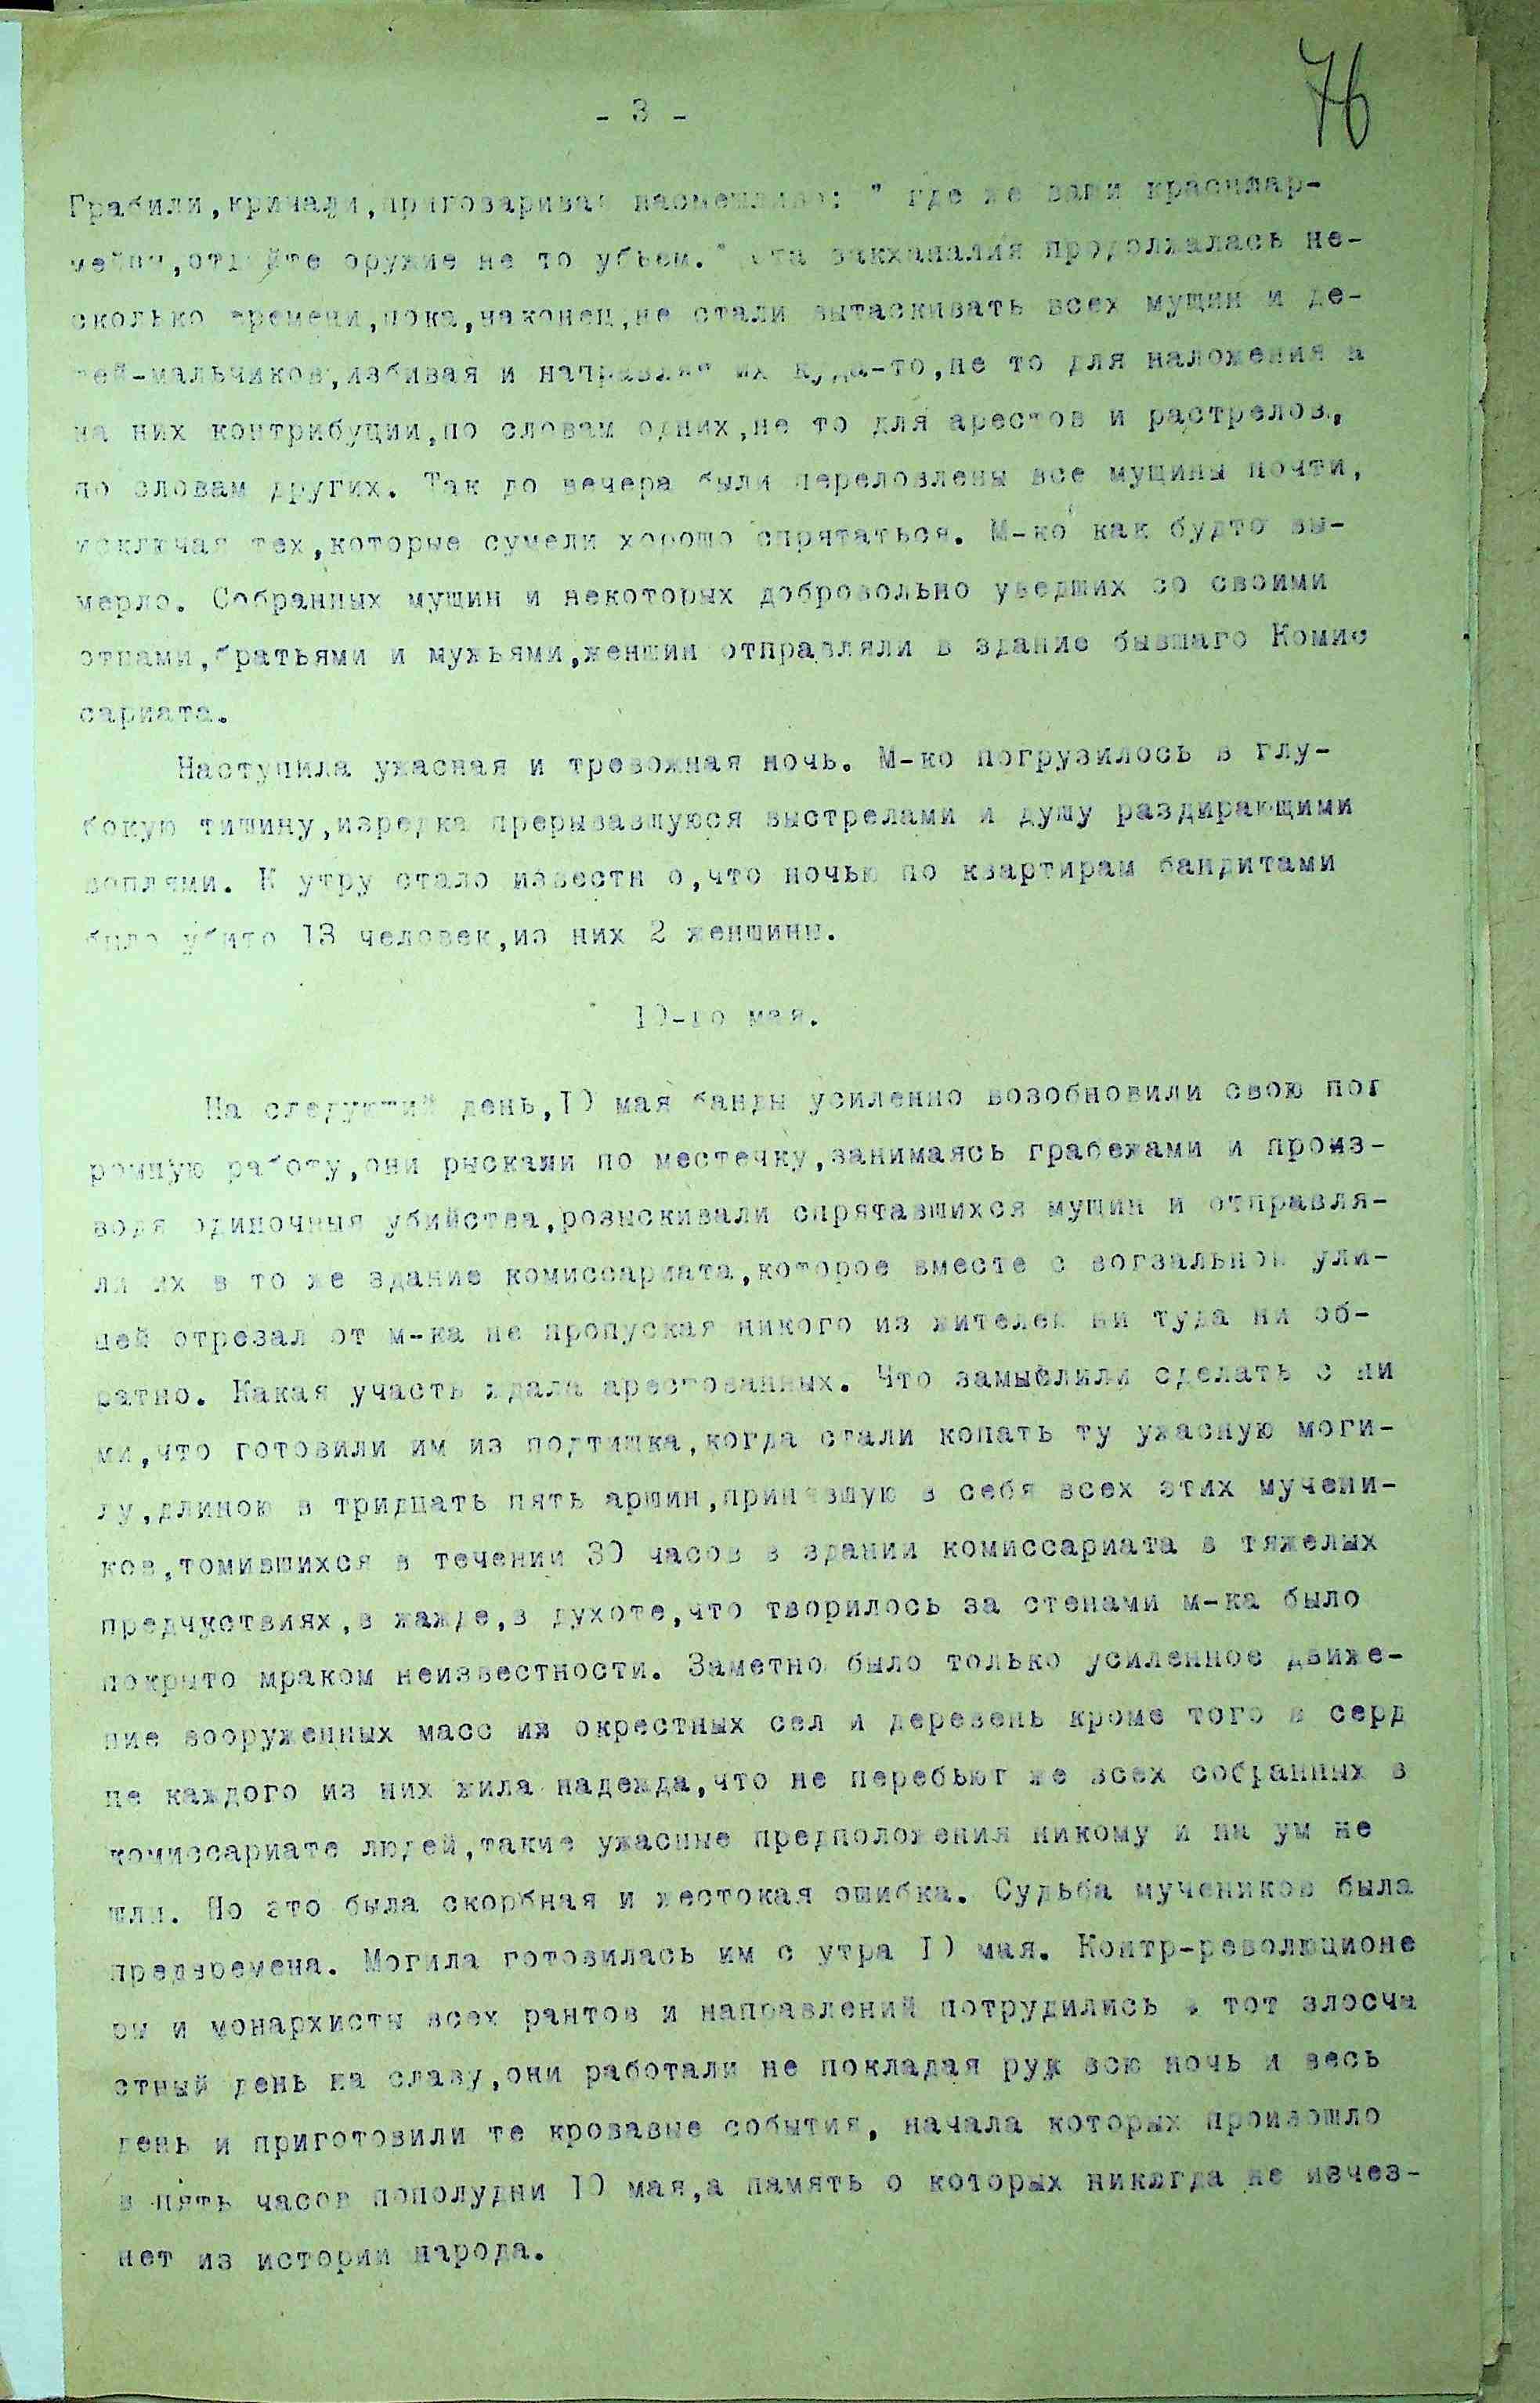 76
- 3 -
Грабили,кричали,приговаривая насмешливо: " где же ваши краснмар-
мейцы,отдайте оружие не то убъем." Эта вакханалия продолжалась не-
сколько времени,пока,наконец,не стали вытаскивать всех мущин и де-
тей-мальчиков,избивая и направляя их куда-то,не то для наложения н
на них контрибуции,по словам одних,не то для арестов и растрелов,
по словам других. Так до вечера были переловлены все мущины почти,
исключая тех,которые сумели хорошо спрятаться. М-ко как будто вы-
мерло. Собранных мущин и некоторых добровольно уведших со своими
отцами,братьями и мужьями,женщин отправляли в здание бывшаго Комис
сариата.
Наступила ужасная и тревожная ночь. М-ко погрузилось в глу-
бокую тишину,изредка прерывавшуюся выстрелами и душу раздирающими
воплями. К утру стало известн о,что ночью по квартирам бандитами
было убито 13 человек,из них 2 женщины.
10-го мая.
На следующий день,10 мая банды усиленно возобновили свою пог
ромную работу,они рыскали по местечку,занимаясь грабежами и произ-
водя одиночныя убийства,розыскивали спрятавшихся мущин и отправля-
ли их в то же здание комиссариата,которое вместе с вогзальной ули-
цей отрезал от м-ка не пропуская никого из жителей ни туда ни об-
ратно. Какая участь ждала арестованных. Что замыслили сделать с ни
ми,что готовили им из подтишка,когда стали копать ту ужасную моги-
лу,длиною в тридцать пять аршин,принявшую в себя всех этих мучени-
ков,томившихся в течении 30 часов в здании комиссариата в тяжелых
предчуствиях,в жажде,в духоте,что творилось за стенами м-ка было
покрыто мраком неизвестности. Заметно было только усиленное движе-
ние вооруженных масс из окрестных сел и деревень кроме того в серд
це каждого из них жила надежда,что не перебьют же всех собранных в
комиссариате людей,такие ужасные предположения никому и на ум не
шли. Но это была скорбная и жестокая ошибка. Судьба мучеников была
предвремена. Могила готовилась им с утра 10 мая. Контр-революционе
ры и монархисты всех рантов и направлений потрудились в тот злосча
стный день на славу,они работали не покладая рук всю ночь и весь
день и приготовили те кровавые события, начала которых произошло
в пять часов пополудни 10 мая,а память о которых никогда не изчез-
нет из истории народа.